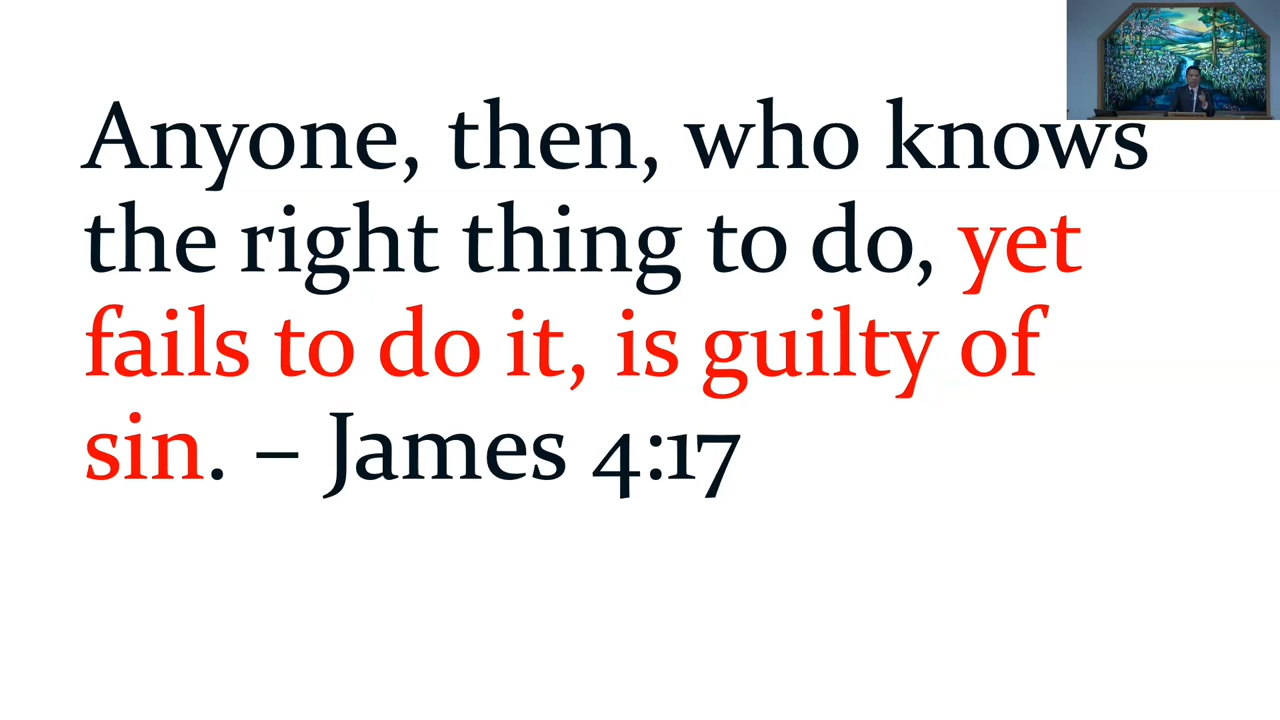 Anyone, then, who knows
the right thing to do, yet
fails to do it, is guilty of
sin. – James 4:17